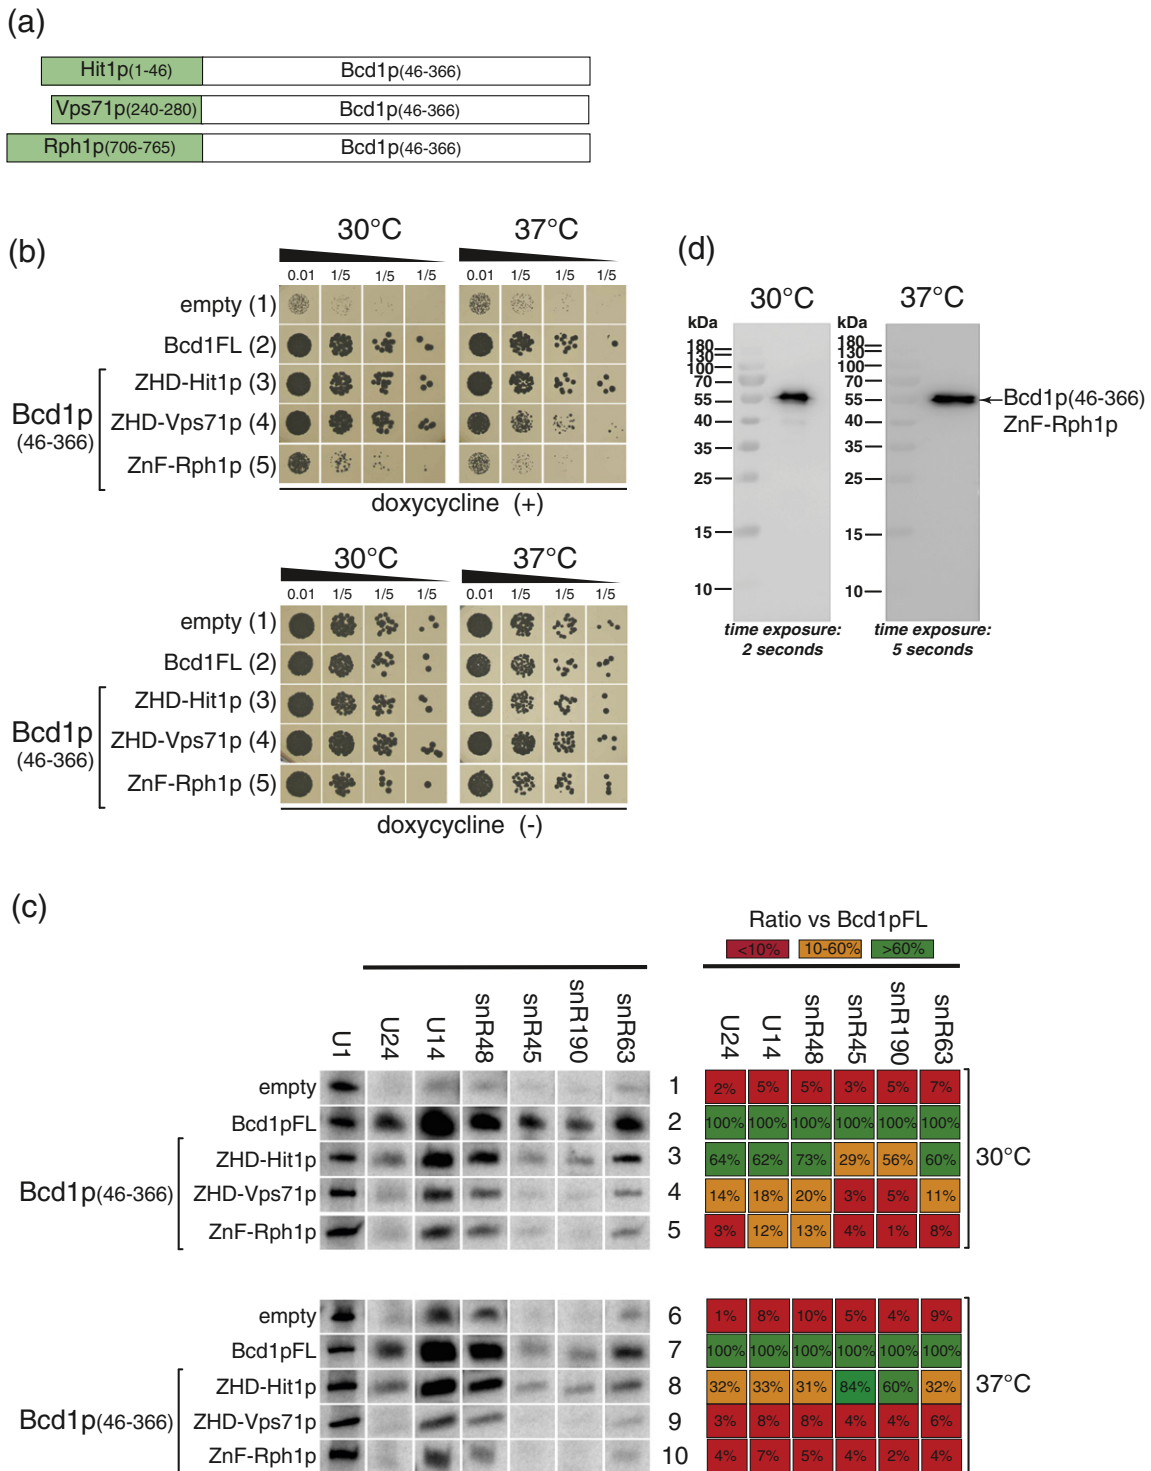 (a)
Hit1p(1-46) Bcd1p(46-366)
Vps71p(240-280) Bcd1p(46-366)
Rph1p(706-765) Bcd1p(46-366)
(b)
30°C 37°C
0.01 1/5 1/5 1/5 0.01 1/5 1/5 1/5
empty (1)
Bcd1FL (2)
Bcd1p
(46-366)
ZHD-Hit1p (3)
ZHD-Vps71p (4)
ZnF-Rph1p (5)
doxycycline (+)
30°C 37°C
0.01 1/5 1/5 1/5 0.01 1/5 1/5 1/5
empty (1)
Bcd1FL (2)
Bcd1p
(46-366)
ZHD-Hit1p (3)
ZHD-Vps71p (4)
ZnF-Rph1p (5)
doxycycline (-)
(d)
30°C 37°C
kDa kDa
180 180
130 130
100 100
70 70
55 55
40 40
35 35
25 25
15 15
10 10
Bcd1p(46-366)
ZnF-Rph1p
time exposure: time exposure:
2 seconds 5 seconds
(c)
Ratio vs Bcd1pFL
<10% 10-60% >60%
U1 U24 U14 snR48 snR45 snR190 snR63 U24 U14 snR48 snR45 snR190 snR63
empty 1 2% 5% 5% 3% 5% 7%
Bcd1pFL 2 100% 100% 100% 100% 100% 100%
ZHD-Hit1p 3 64% 62% 73% 29% 56% 60% 30°C
Bcd1p(46-366) ZHD-Vps71p 4 14% 18% 20% 3% 5% 11%
ZnF-Rph1p 5 3% 12% 13% 4% 1% 8%
empty 6 1% 8% 10% 5% 4% 9%
Bcd1pFL 7 100% 100% 100% 100% 100% 100%
ZHD-Hit1p 8 32% 33% 31% 84% 60% 32% 37°C
Bcd1p(46-366) ZHD-Vps71p 9 3% 8% 8% 4% 4% 6%
ZnF-Rph1p 10 4% 7% 5% 4% 2% 4%